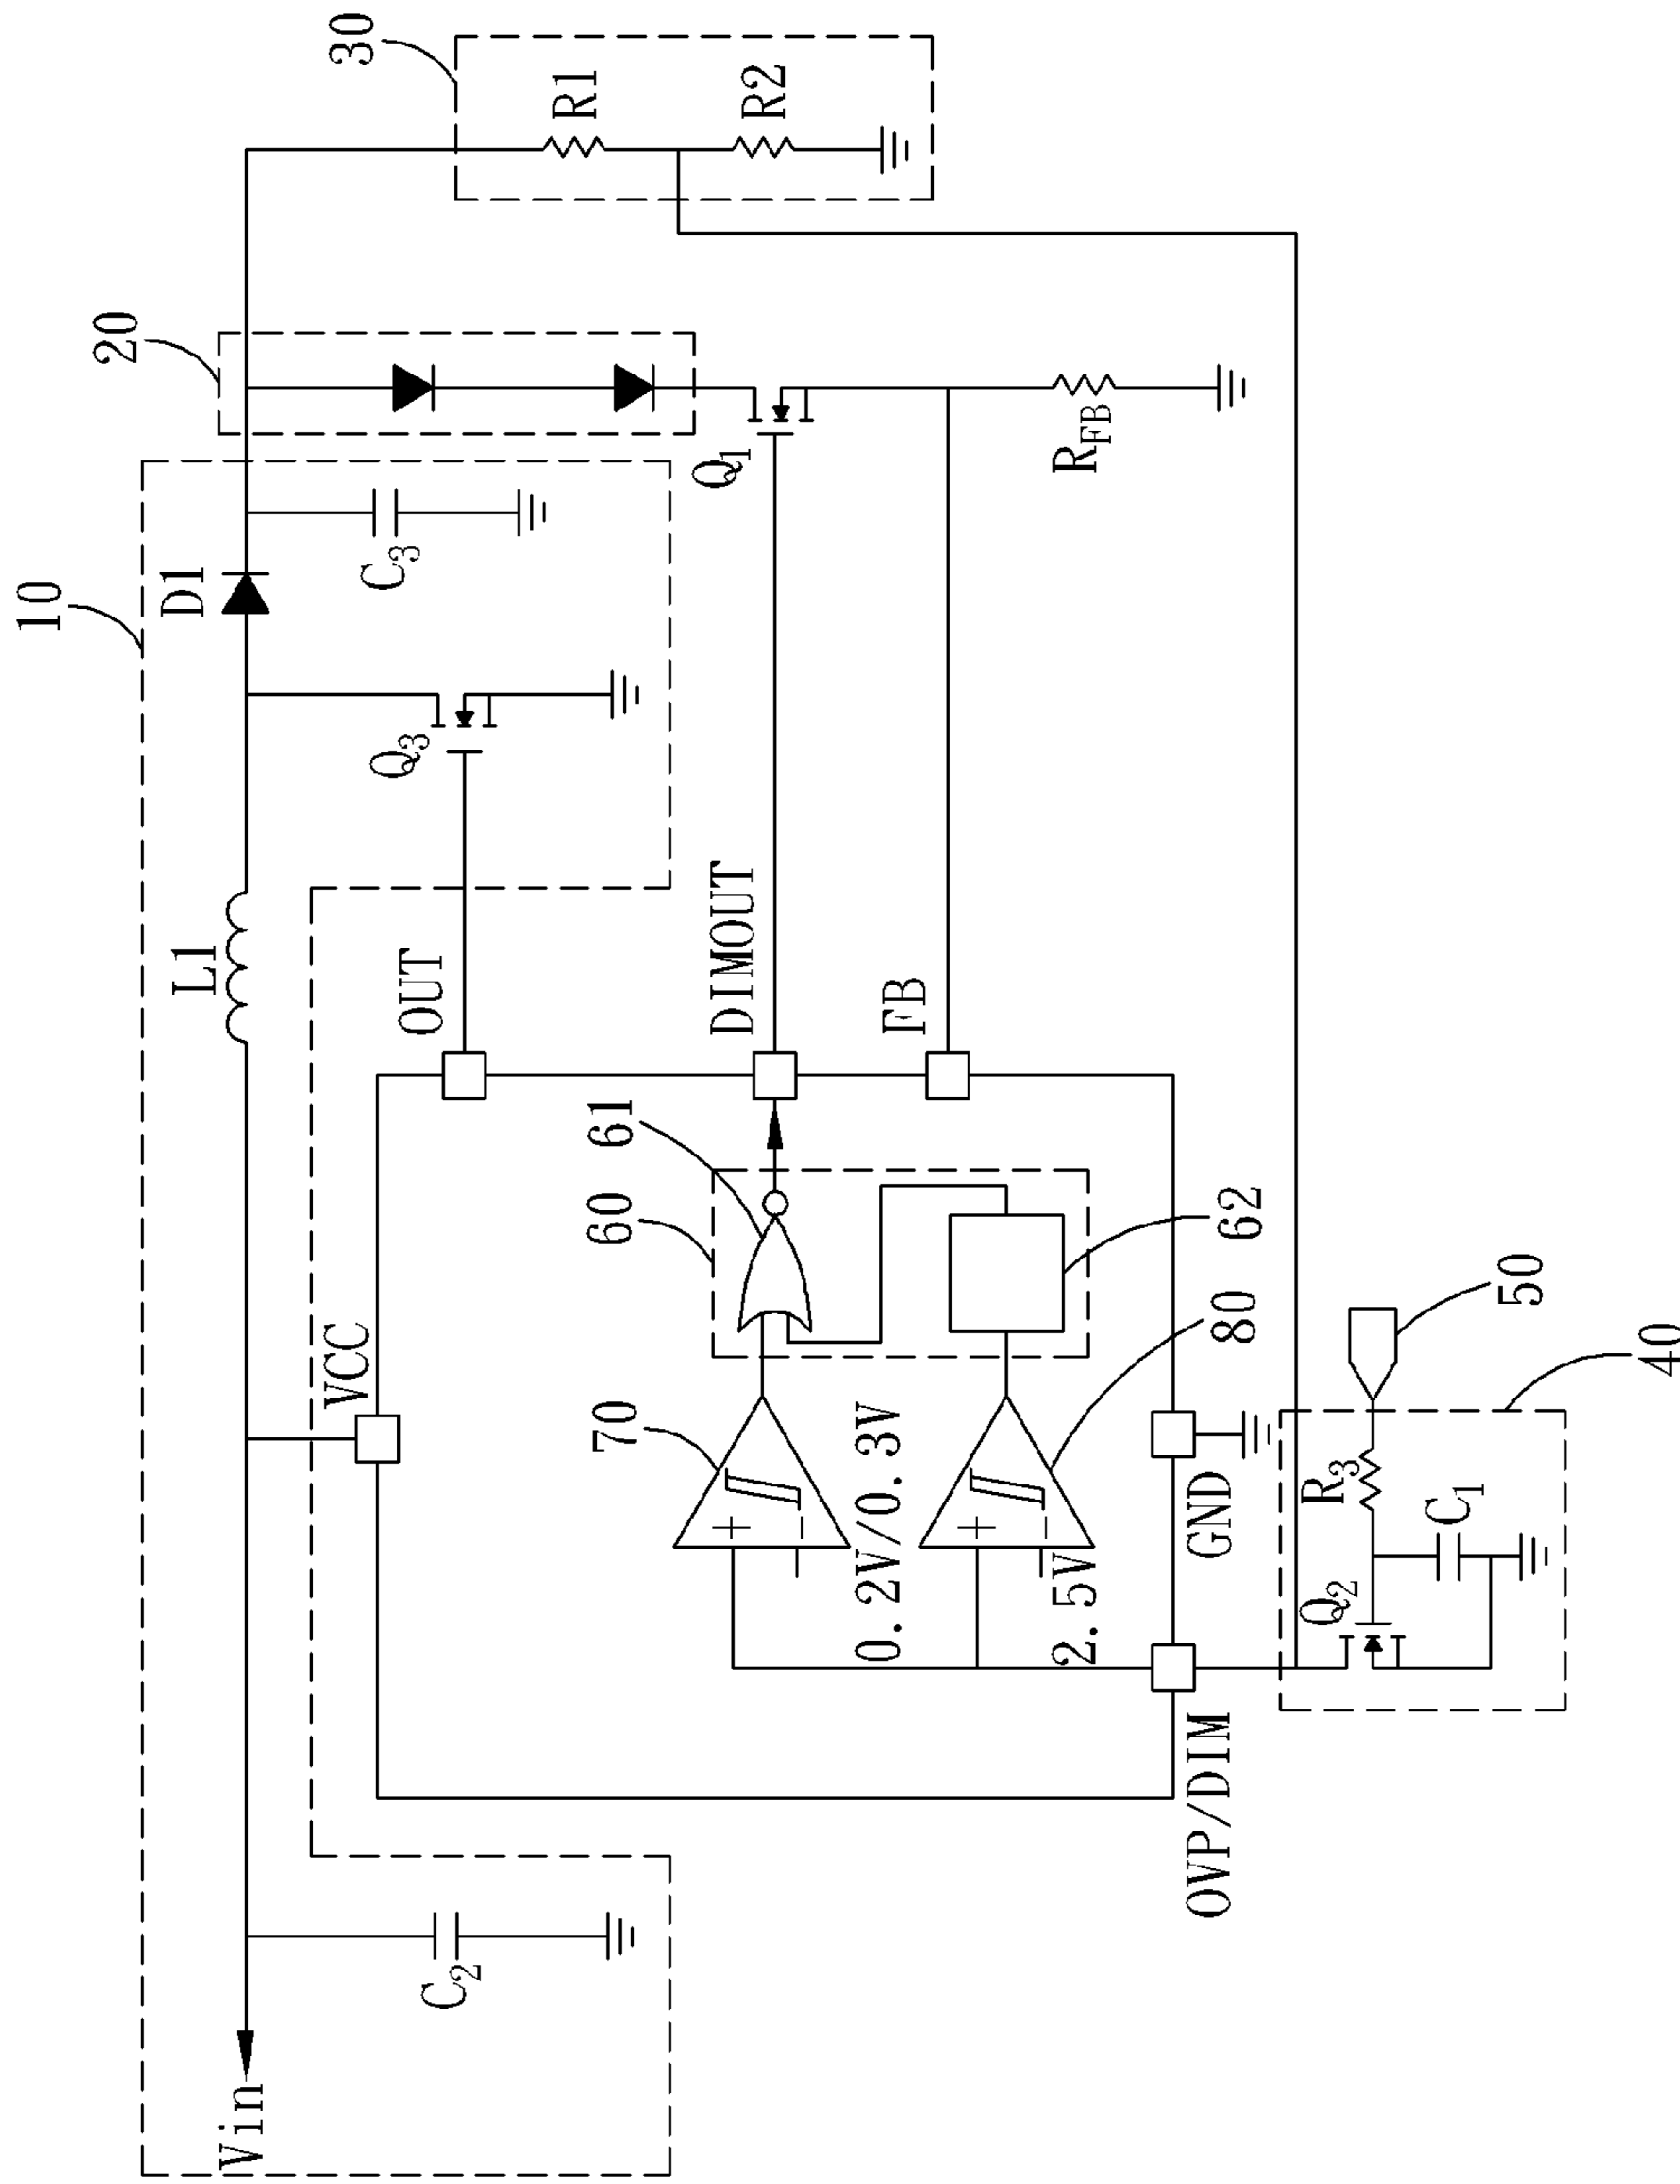 10
20
30
L1
D1
C3
Q3
R1
R2
Vin
C2
VCC
OUT
60
61
DIMOUT
Q1
70
0.2V/0.3V
FB
2.5V
80
62
RFB
OVP/DIM
GND
Q2
R3
C1
50
40